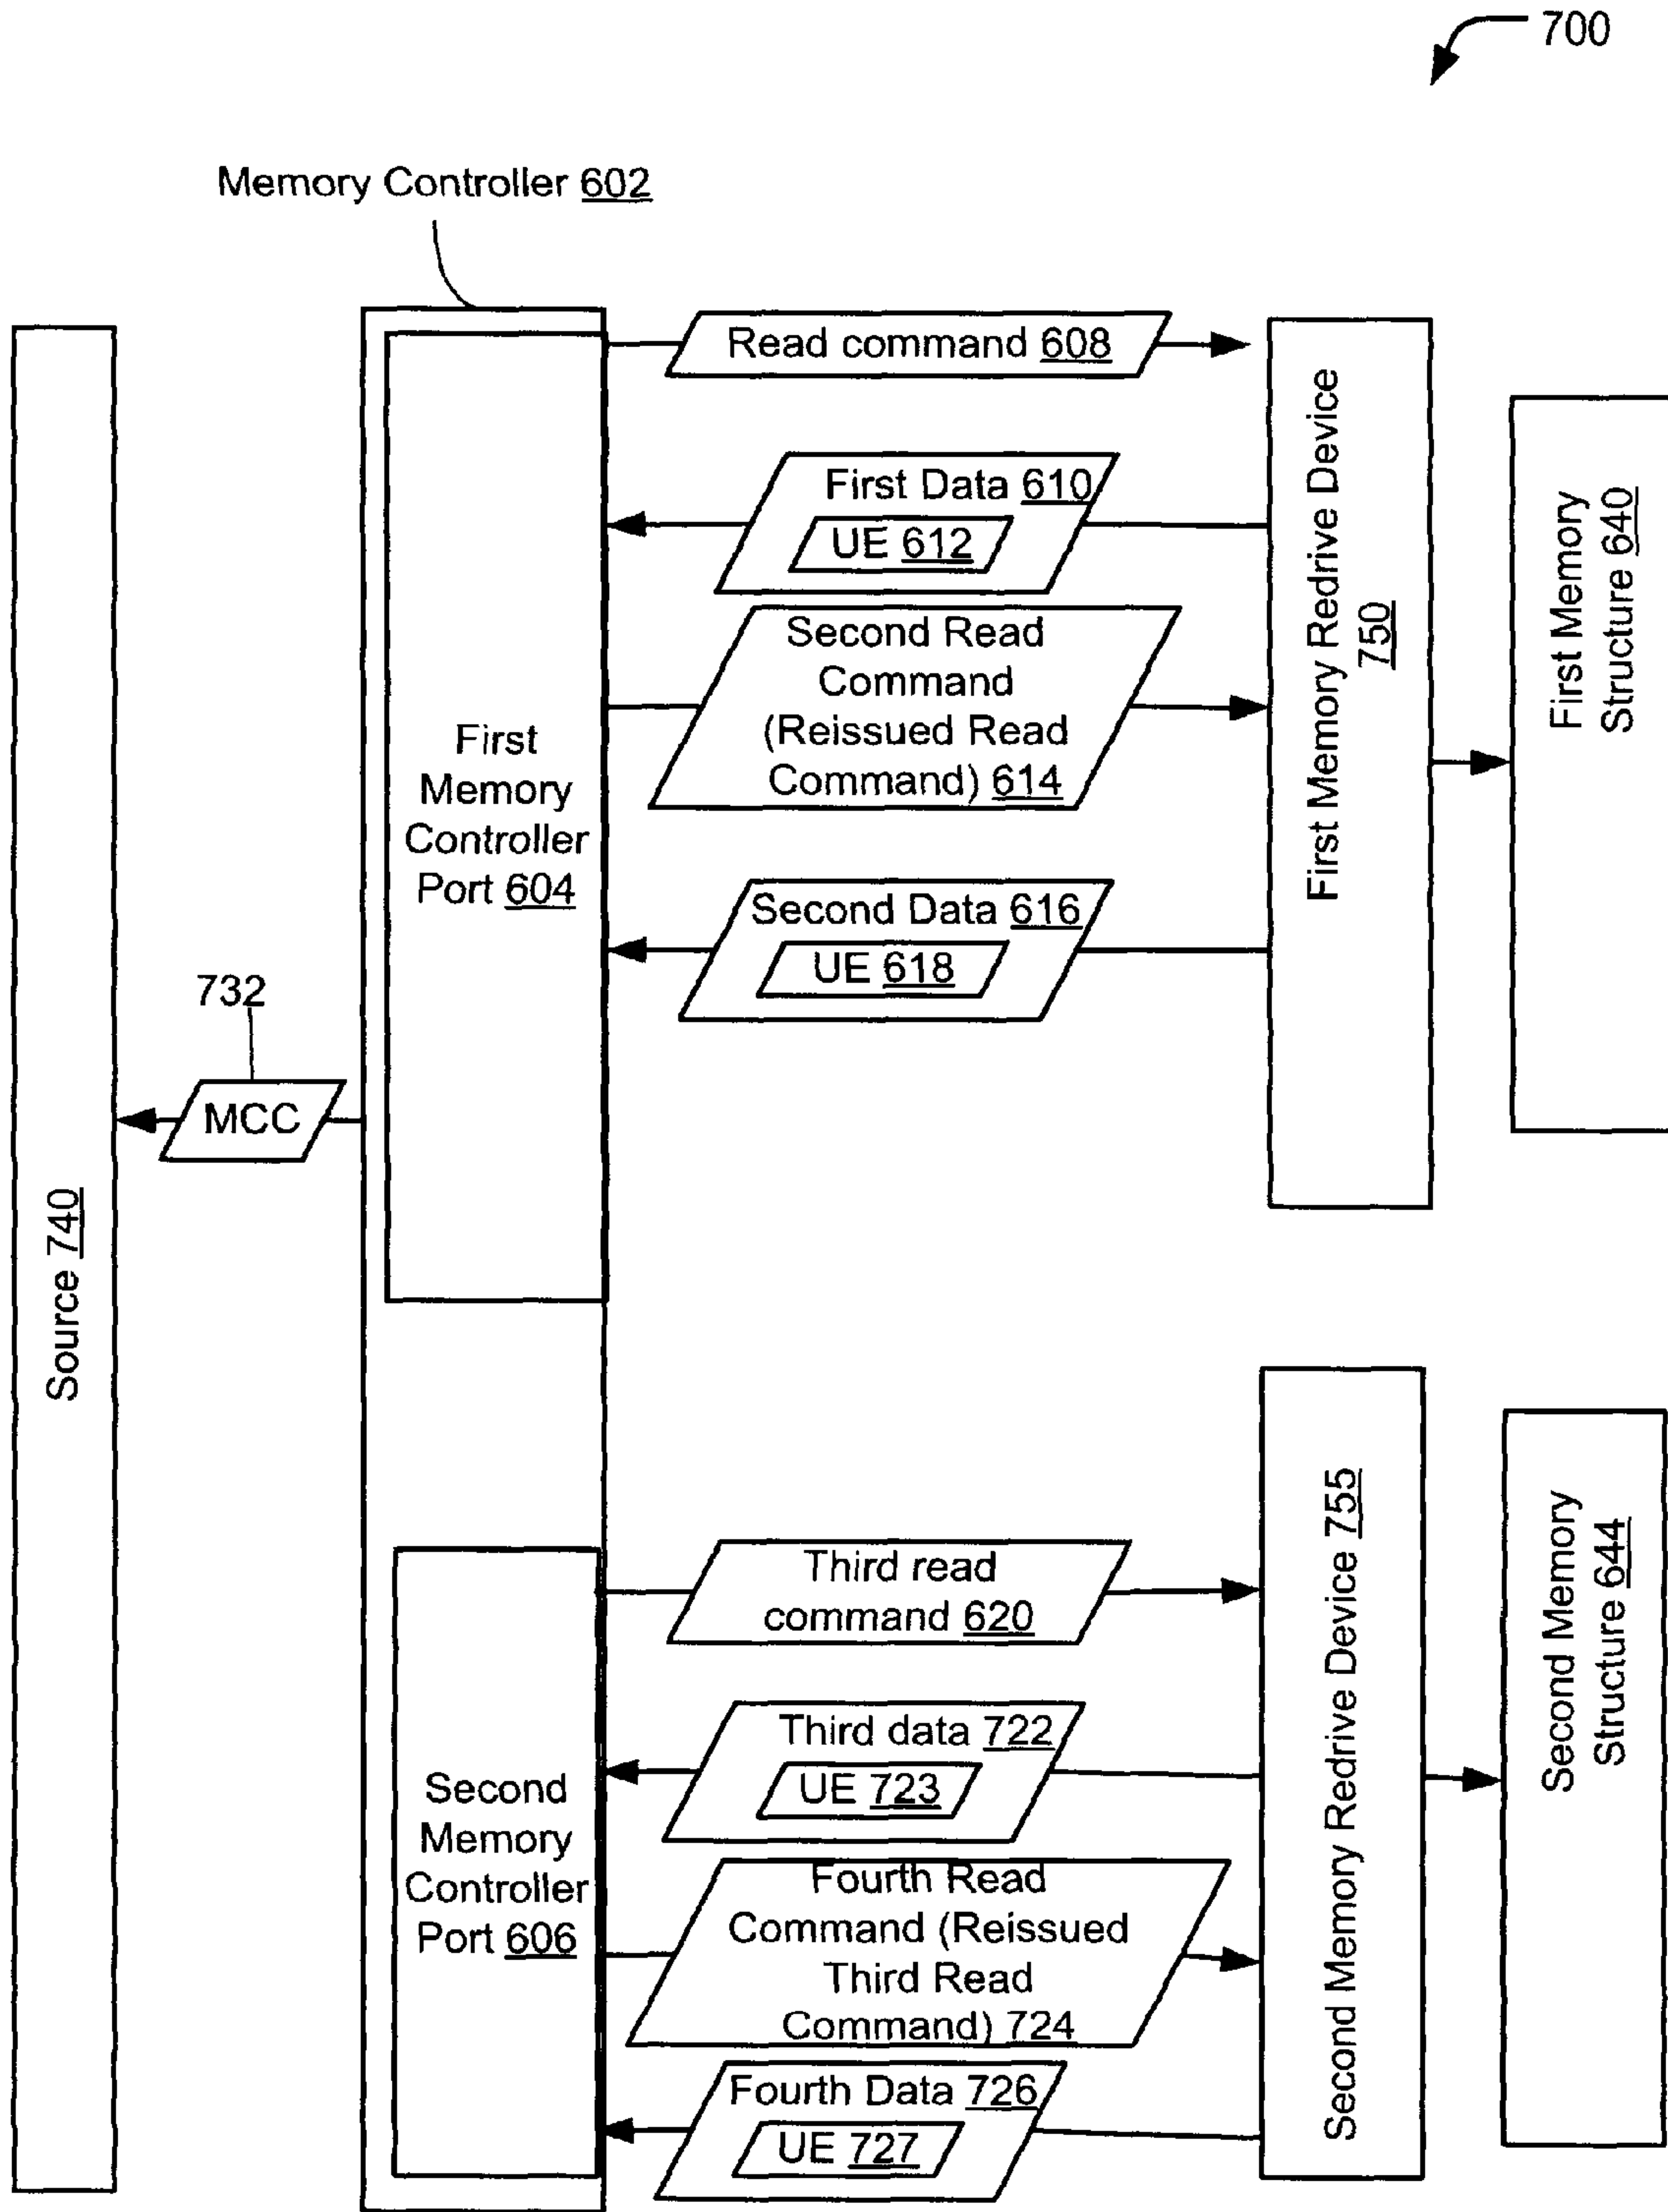 700
Memory Controller 602
Read command 608
First Data 610
UE 612
Second Read
Command
(Reissued Read
Command) 614
Second Data 616
UE 618
First
Memory
Controller
Port 604
First Memory Redrive Device
750
First Memory
Structure 640
732
MCC
Source 740
Third read
command 620
Third data 722
UE 723
Fourth Read
Command (Reissued
Third Read
Command) 724
Fourth Data 726
UE 727
Second
Memory
Controller
Port 606
Second Memory Redrive Device 755
Second Memory
Structure 644